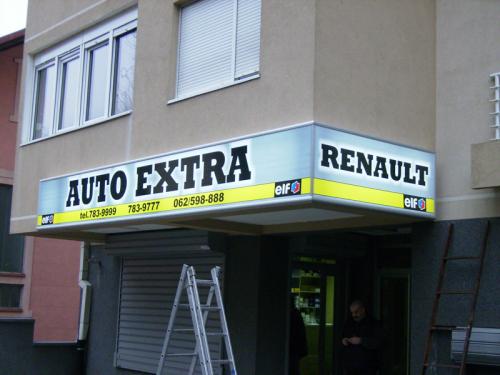 AUTO EXTRA
tel.783-9999 783-9777 062/598-888
elf
elf
RENAULT
elf